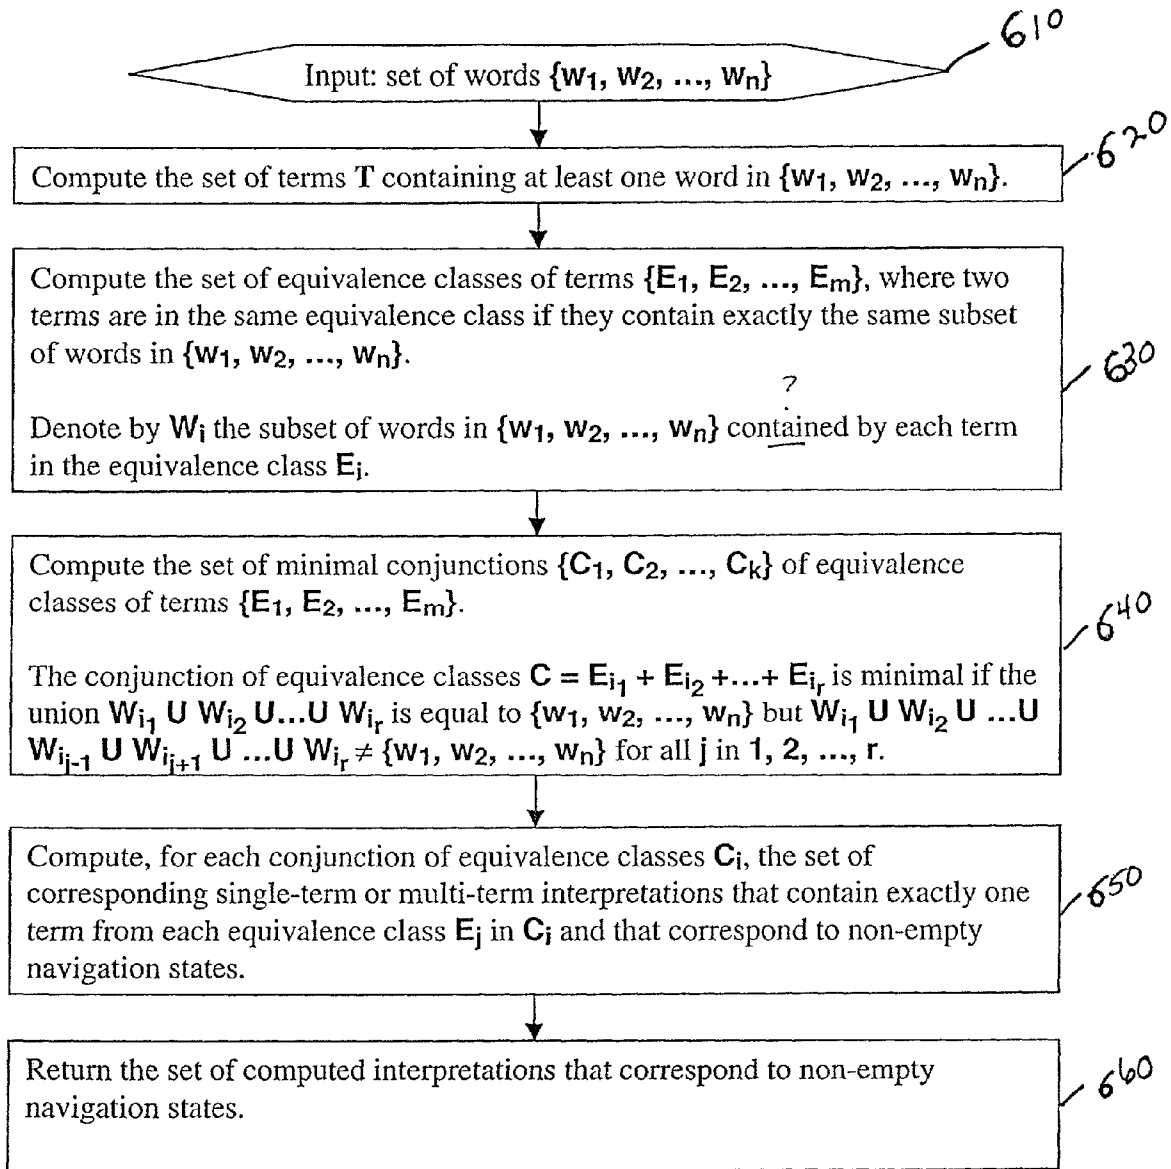 610
Input: set of words {w1, w2, ..., wn}
620
Compute the set of terms T containing at least one word in {w1, w2, ..., wn}.
Compute the set of equivalence classes of terms {E1, E2, ..., Em}, where two
terms are in the same equivalence class if they contain exactly the same subset
of words in {w1, w2, ..., wn}.
630
?
Denote by Wi the subset of words in {w1, w2, ..., wn} contained by each term
in the equivalence class Ei.
Compute the set of minimal conjunctions {C1, C2, ..., Ck} of equivalence
classes of terms {E1, E2, ..., Em}.
640
The conjunction of equivalence classes C = Ei1 + Ei2 +...+ Eir is minimal if the
union Wi1 U Wi2 U...U Wir is equal to {w1, w2, ..., wn} but Wi1 U Wi2 U ...U
Wij-1 U Wij+1 U ...U Wir ≠ {w1, w2, ..., wn} for all j in 1, 2, ..., r.
Compute, for each conjunction of equivalence classes Ci, the set of
corresponding single-term or multi-term interpretations that contain exactly one
term from each equivalence class Ej in Ci and that correspond to non-empty
navigation states.
650
Return the set of computed interpretations that correspond to non-empty
navigation states.
660